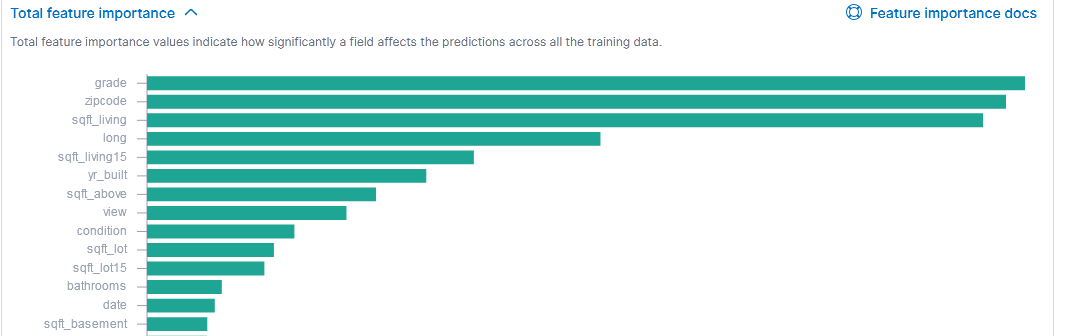 Total feature importance
Feature importance docs
Total feature importance values indicate how significantly a field affects the predictions across all the training data.
grade
zipcode
sqft_living
long
sqft_living15
yr_built
sqft_above
view
condition
sqft_lot
sqft_lot15
bathrooms
date
sqft_basement